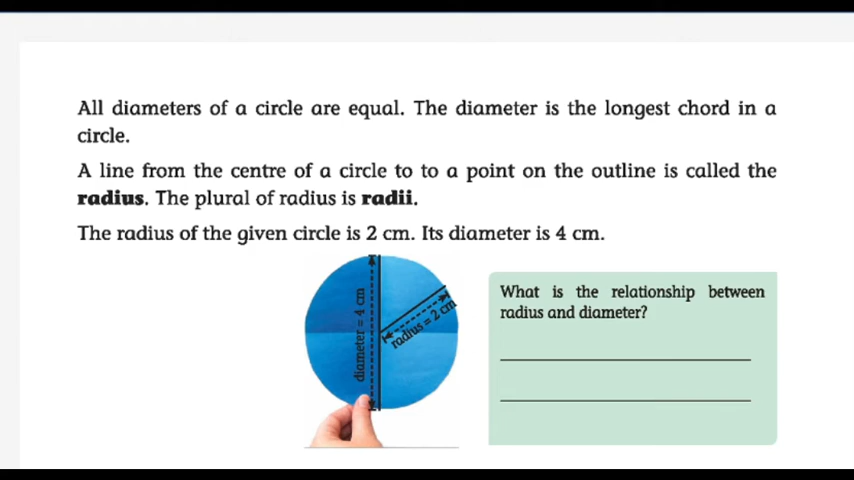 All diameters of a circle are equal. The diameter is the longest chord in a
circle.
A line from the centre of a circle to to a point on the outline is called the
radius. The plural of radius is radii.
The radius of the given circle is 2 cm. Its diameter is 4 cm.
diameter = 4 cm
radius = 2 cm
What is the relationship between
radius and diameter?